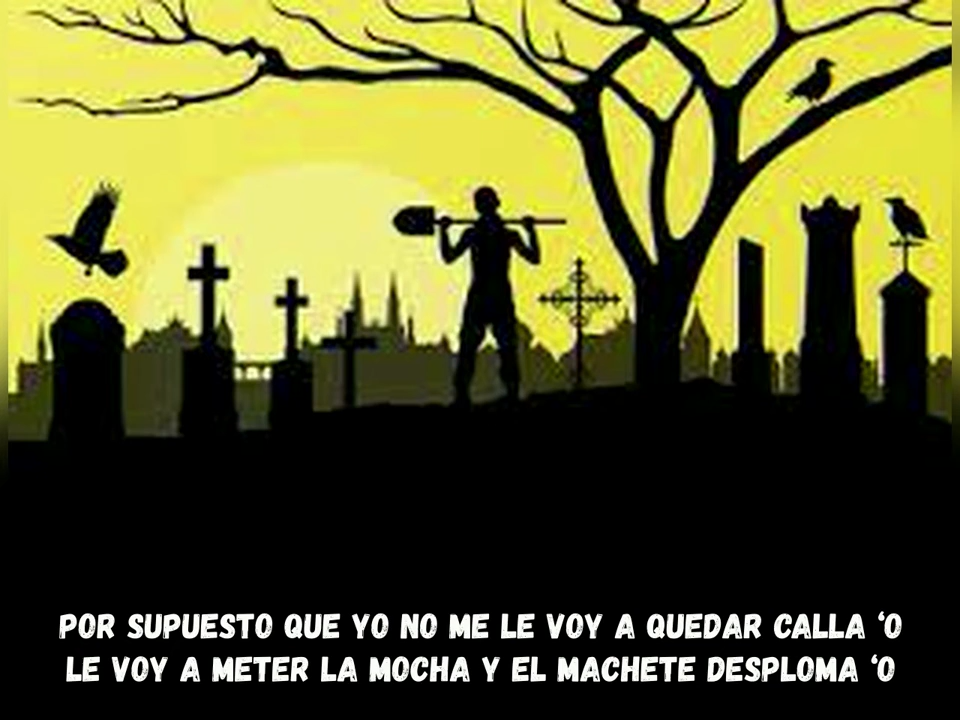 POR SUPUESTO QUE YO NO ME LE VOY A QUEDAR CALLA ‘O
LE VOY A METER LA MOCHA Y EL MACHETE DESPLOMA ‘O